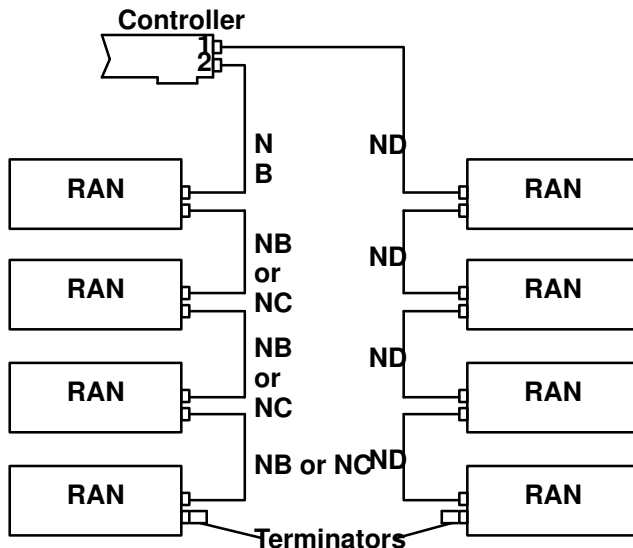 Controller
1
2
N
B
ND
RAN
RAN
NB
or
NC
ND
RAN
RAN
NB
or
NC
ND
RAN
RAN
NB or NC
ND
RAN
RAN
Terminators